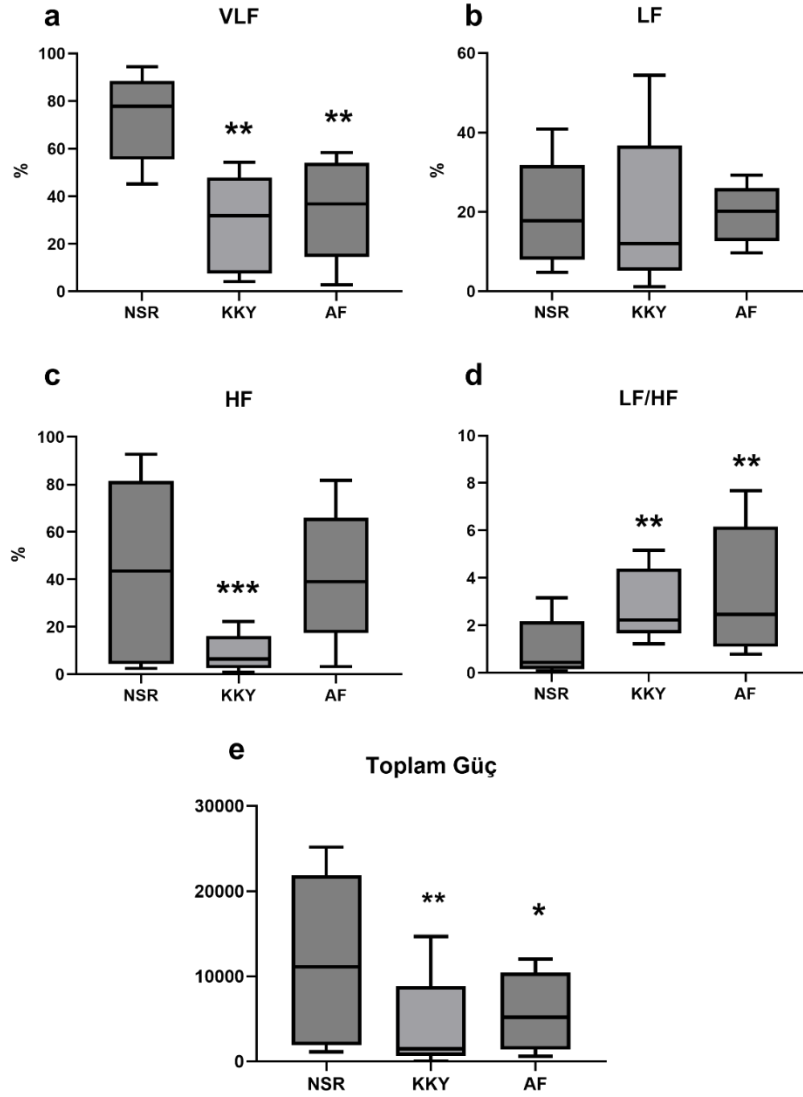 a
VLF
100
80
60
40
20
0
%
**
**
NSR
KKY
AF
b
LF
60
40
20
0
%
NSR
KKY
AF
c
HF
100
80
60
40
20
0
%
***
NSR
KKY
AF
d
LF/HF
10
8
6
4
2
0
**
**
NSR
KKY
AF
e
Toplam Güç
30000
20000
10000
0
**
*
NSR
KKY
AF